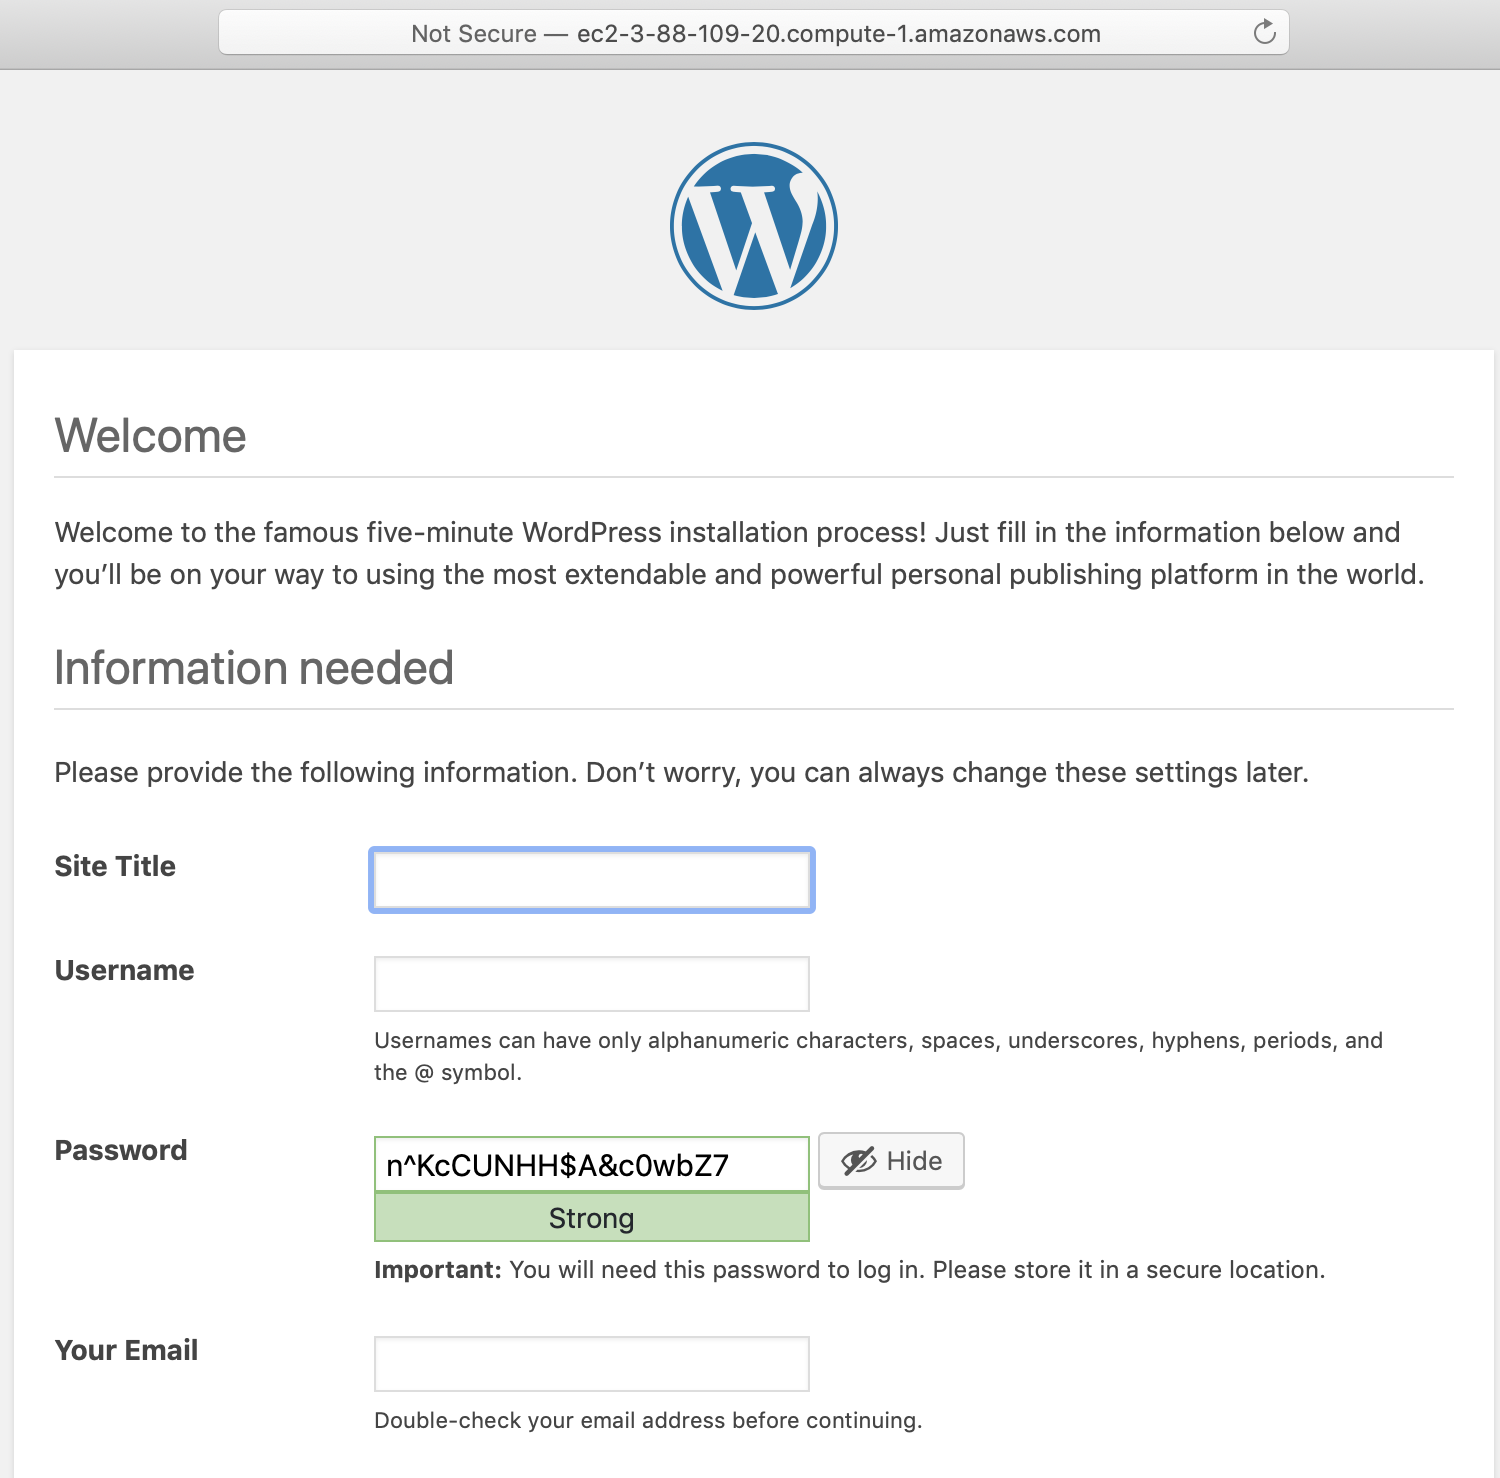 Not Secure — ec2-3-88-109-20.compute-1.amazonaws.com
W
Welcome
Welcome to the famous five-minute WordPress installation process! Just fill in the information below and
you’ll be on your way to using the most extendable and powerful personal publishing platform in the world.
Information needed
Please provide the following information. Don’t worry, you can always change these settings later.
Site Title
Username
Usernames can have only alphanumeric characters, spaces, underscores, hyphens, periods, and
the @ symbol.
Password
n^KcCUNHH$A&c0wbZ7
Hide
Strong
Important: You will need this password to log in. Please store it in a secure location.
Your Email
Double-check your email address before continuing.